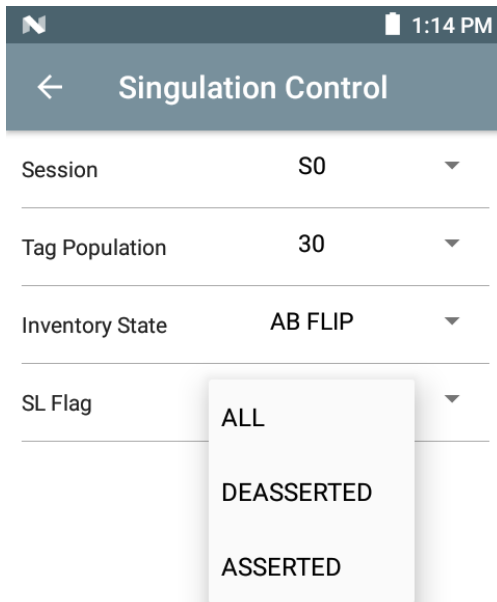 1:14 PM
Singulation Control
Session S0
Tag Population 30
Inventory State AB FLIP
SL Flag
ALL
DEASSERTED
ASSERTED